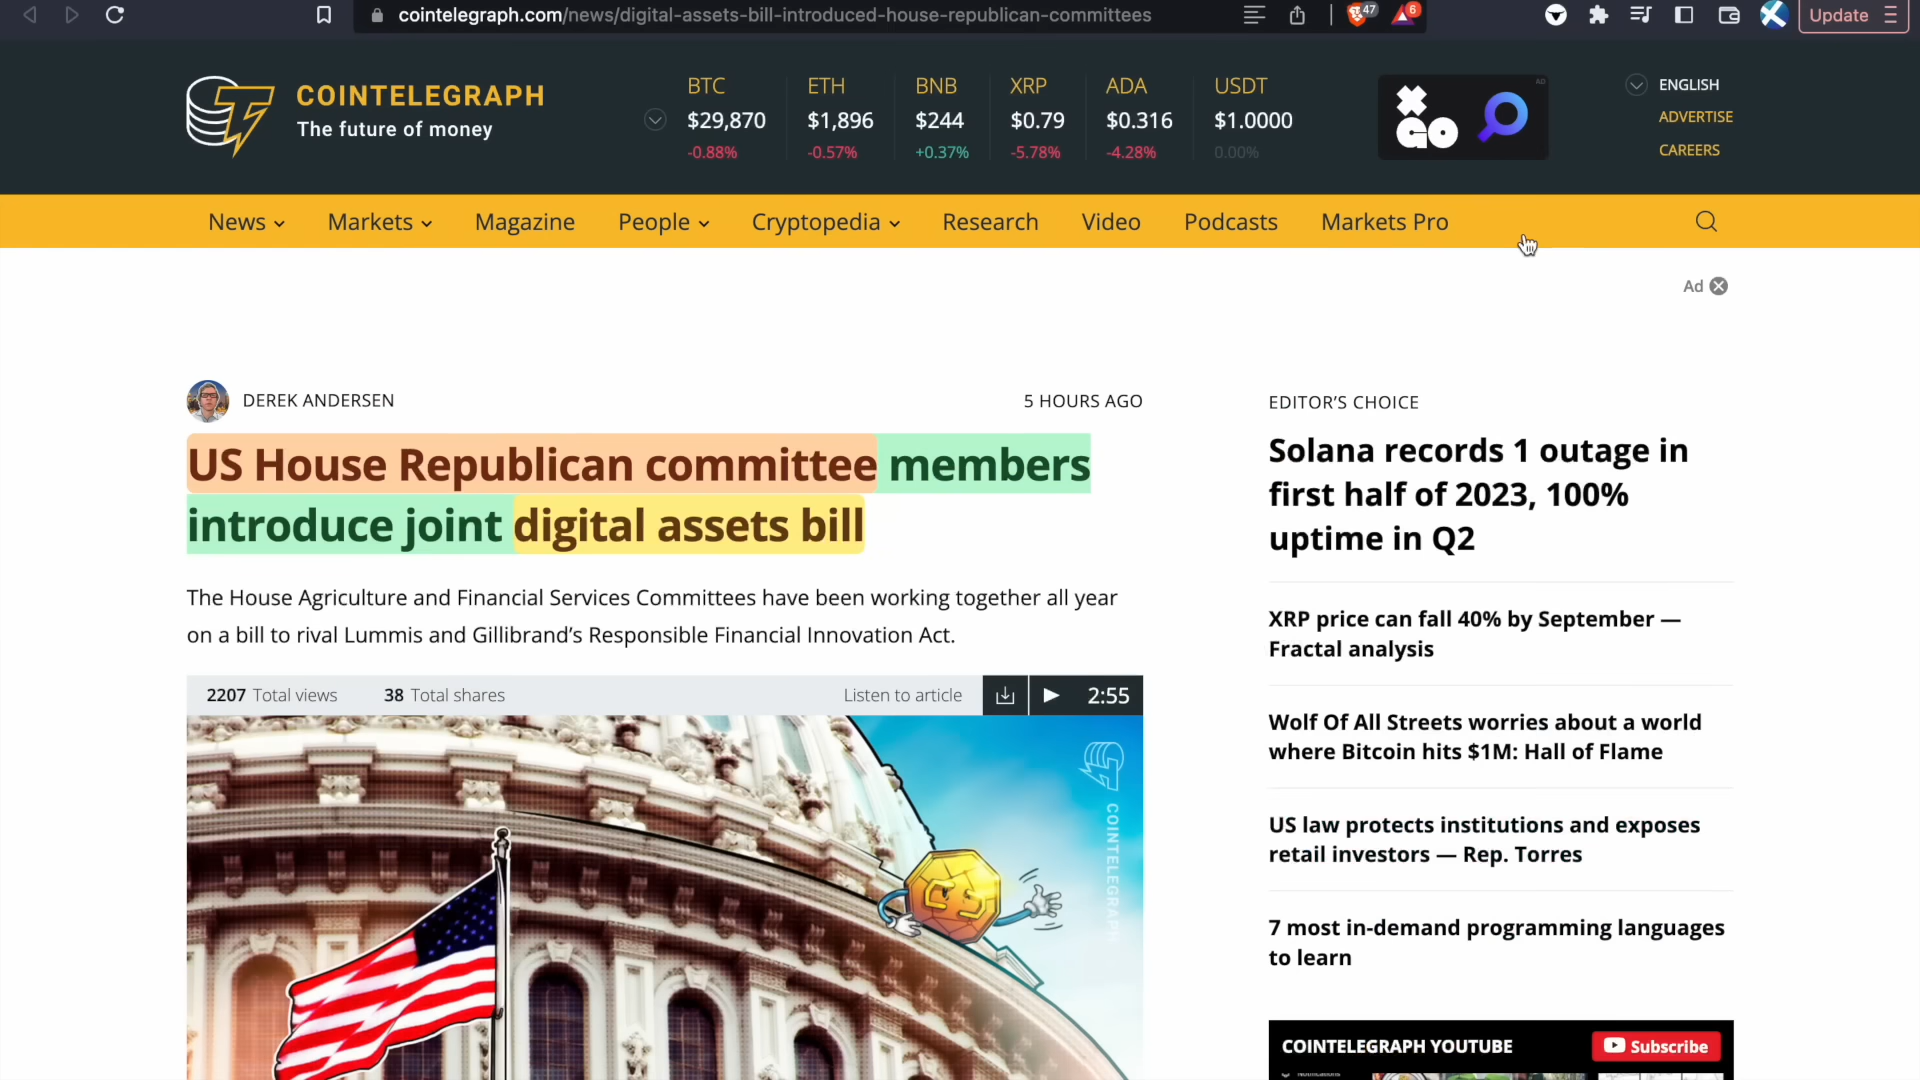 cointelegraph.com/news/digital-assets-bill-introduced-house-republican-committees
47
6
Update
COINTELEGRAPH
The future of money
BTC
$29,870
-0.88%
ETH
$1,896
-0.57%
BNB
$244
+0.37%
XRP
$0.79
-5.78%
ADA
$0.316
-4.28%
USDT
$1.0000
0.00%
GO
AD
ENGLISH
ADVERTISE
CAREERS
News
Markets
Magazine
People
Cryptopedia
Research
Video
Podcasts
Markets Pro
Ad
DEREK ANDERSEN
5 HOURS AGO
US House Republican committee members
introduce joint digital assets bill
The House Agriculture and Financial Services Committees have been working together all year
on a bill to rival Lummis and Gillibrand’s Responsible Financial Innovation Act.
2207 Total views
38 Total shares
Listen to article
2:55
COINTELEGRAPH
EDITOR’S CHOICE
Solana records 1 outage in
first half of 2023, 100%
uptime in Q2
XRP price can fall 40% by September —
Fractal analysis
Wolf Of All Streets worries about a world
where Bitcoin hits $1M: Hall of Flame
US law protects institutions and exposes
retail investors — Rep. Torres
7 most in-demand programming languages
to learn
COINTELEGRAPH YOUTUBE
Subscribe